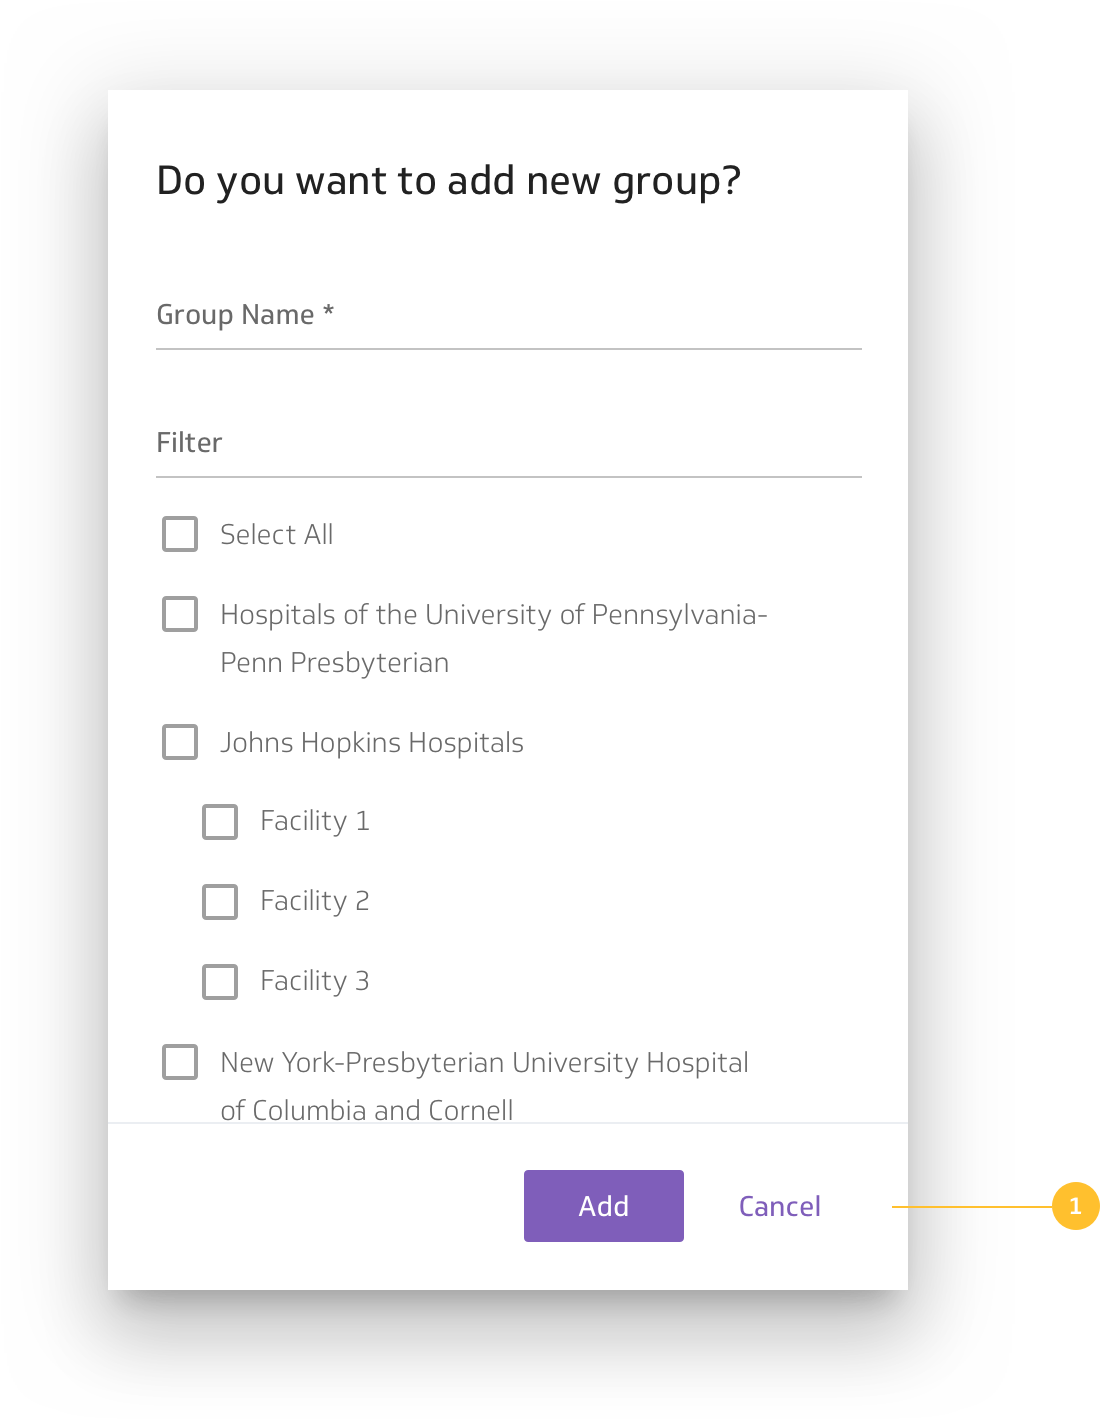 Do you want to add new group?
Group Name *
Filter
Select All
Hospitals of the University of Pennsylvania-
Penn Presbyterian
Johns Hopkins Hospitals
Facility 1
Facility 2
Facility 3
New York-Presbyterian University Hospital
of Columbia and Cornell
Add
Cancel
1